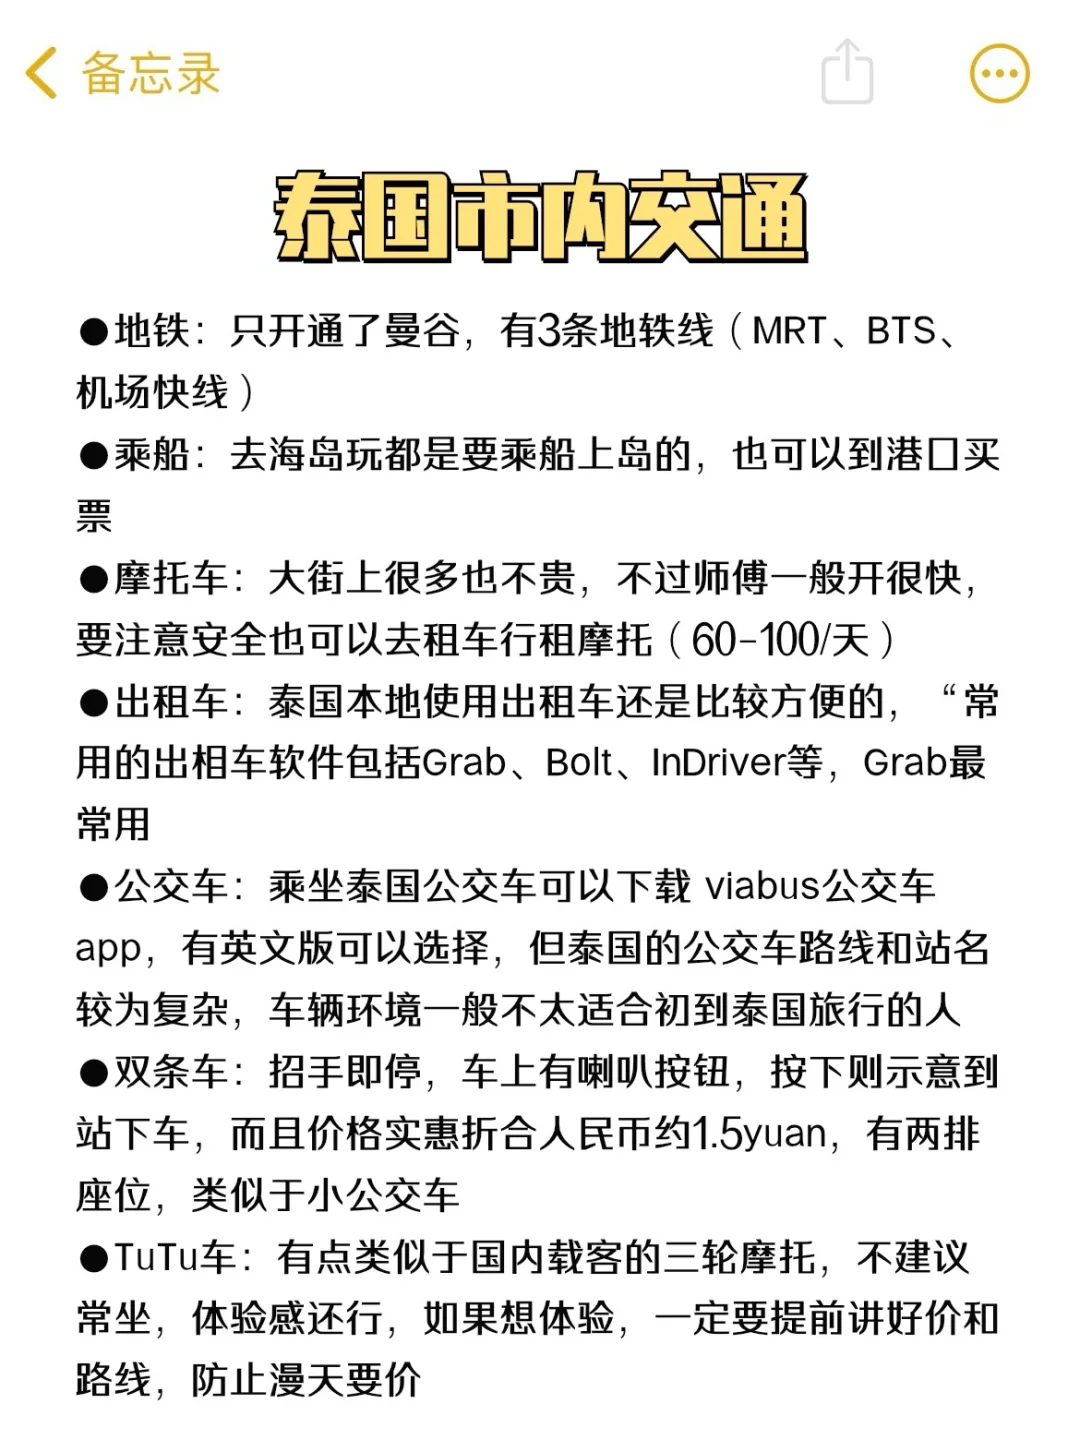 备忘录
泰国市内交通
●地铁：只开通了曼谷，有3条地轶线（MRT、BTS、
机场快线）
●乘船：去海岛玩都是要乘船上岛的，也可以到港口买
票
●摩托车：大街上很多也不贵，不过师傅一般开很快，
要注意安全也可以去租车行租摩托（60-100/天）
●出租车：泰国本地使用出租车还是比较方便的，“常
用的出相车软件包括Grab、Bolt、InDriver等，Grab最
常用
●公交车：乘坐泰国公交车可以下载 viabus公交车
app，有英文版可以选择，但泰国的公交车路线和站名
较为复杂，车辆环境一般不太适合初到泰国旅行的人
●双条车：招手即停，车上有喇叭按钮，按下则示意到
站下车，而且价格实惠折合人民币约1.5yuan，有两排
座位，类似于小公交车
●TuTu车：有点类似于国内载客的三轮摩托，不建议
常坐，体验感还行，如果想体验，一定要提前讲好价和
路线，防止漫天要价